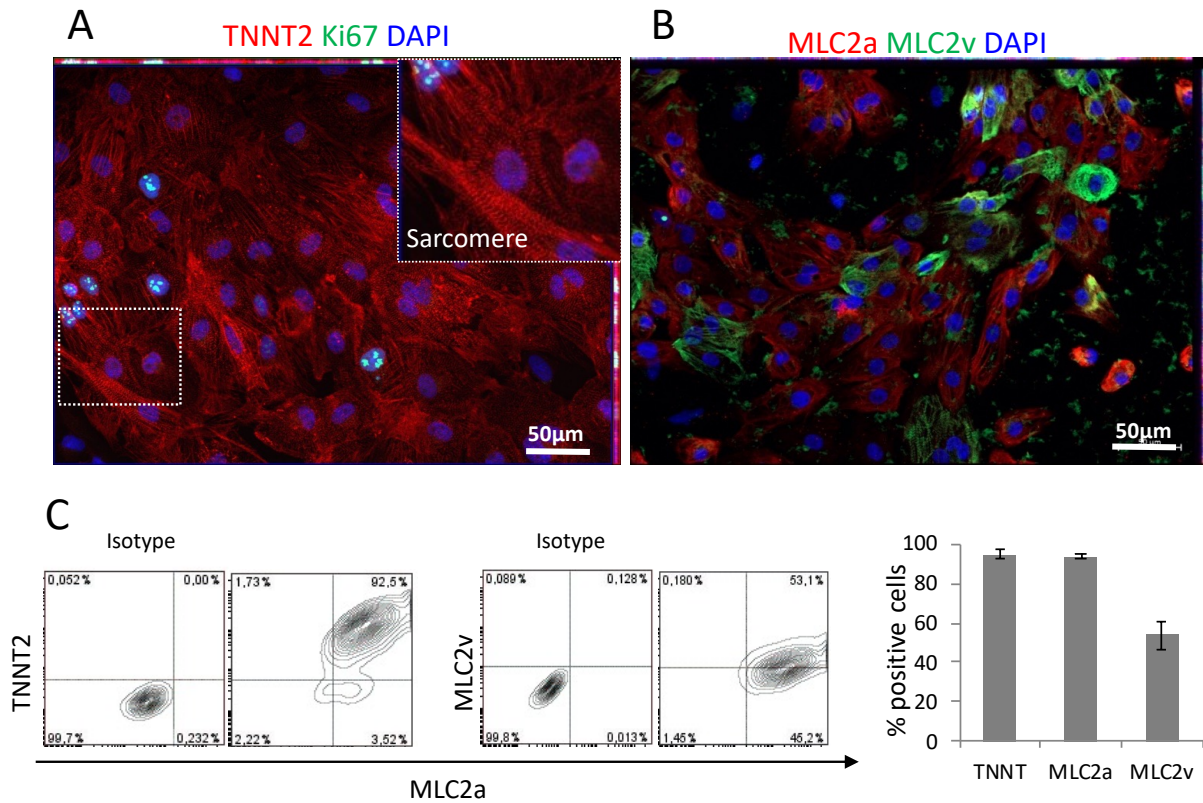 A
TNNT2 Ki67 DAPI
Sarcomere
50µm
B
MLC2a MLC2v DAPI
50µm
50 µm
C
Isotype
0,052% 0,00%
99,7% 0,232%
1,73% 92,5%
2,22% 3,52%
TNNT2
Isotype
0,089% 0,128%
99,8% 0,013%
0,180 53,1%
1,45% 45,2%
MLC2v
MLC2a
% positive cells
100
80
60
40
20
0
TNNT MLC2a MLC2v